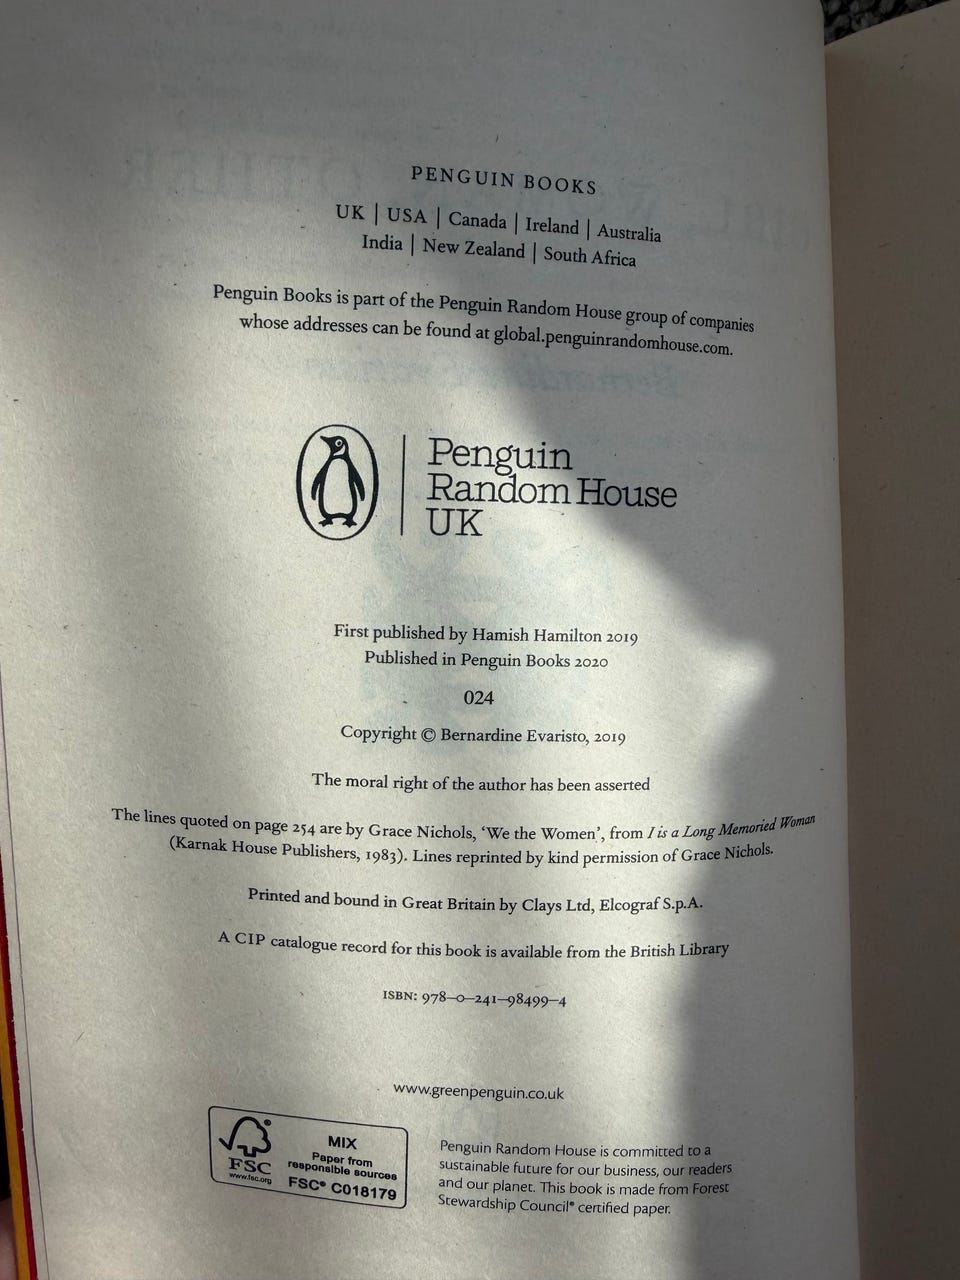 PENGUIN BOOKS
UK | USA | Canada | Ireland | Australia
India | New Zealand | South Africa
Penguin Books is part of the Penguin Random House group of companies
whose addresses can be found at global.penguinrandomhouse.com.
Penguin
Random House
UK
First published by Hamish Hamilton 2019
Published in Penguin Books 2020
024
Copyright © Bernardine Evaristo, 2019
The moral right of the author has been asserted
The lines quoted on page 254 are by Grace Nichols, ‘We the Women’, from I is a Long Memoried Woman
(Karnak House Publishers, 1983). Lines reprinted by kind permission of Grace Nichols.
Printed and bound in Great Britain by Clays Ltd, Elcograf S.p.A.
A CIP catalogue record for this book is available from the British Library
ISBN: 978–0–241–98499–4
www.greenpenguin.co.uk
FSC
www.fsc.org
MIX
Paper from
responsible sources
FSC® C018179
Penguin Random House is committed to a
sustainable future for our business, our readers
and our planet. This book is made from Forest
Stewardship Council® certified paper.